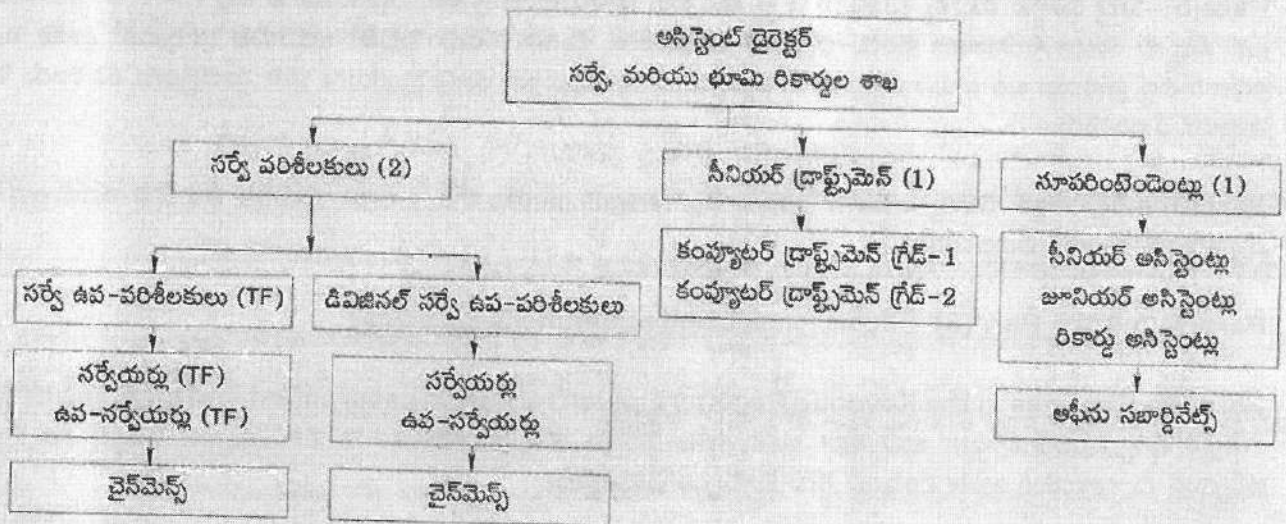 అసిస్టెంట్ డైరెక్టర్
సర్వే, మరియు భూమి రికార్డుల శాఖ
సర్వే పరిశీలకులు (2)
సీనియర్ డ్రాఫ్ట్స్‌మెన్ (1)
నూపరింటెండెంట్లు (1)
కంప్యూటర్ డ్రాఫ్ట్స్‌మెన్ గ్రేడ్-1
కంప్యూటర్ డ్రాఫ్ట్స్‌మెన్ గ్రేడ్-2
సీనియర్ అసిస్టెంట్లు
జూనియర్ అసిస్టెంట్లు
రికార్డు అసిస్టెంట్లు
సర్వే ఉప-పరిశీలకులు (TF)
డివిజినల్ సర్వే ఉప-పరిశీలకులు
నర్వేయర్లు (TF)
ఉప-నర్వేయర్లు (TF)
సర్వేయర్లు
ఉప-సర్వేయర్లు
ఆఫీను సబార్డినేట్స్
చైన్‌మెన్స్
చైన్‌మెన్స్